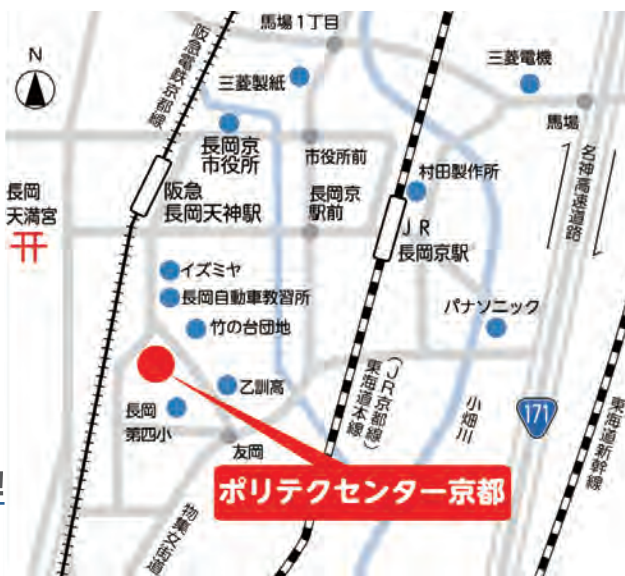 馬場1丁目
N
阪急電鉄京都線
三菱製紙
三菱電機
馬場
長岡京
市役所
市役所前
村田製作所
名神高速道路
長岡
天満宮
阪急
長岡天神駅
長岡京
駅前
JR
長岡京駅
イズミヤ
長岡自動車教習所
竹の台団地
パナソニック
乙訓高
長岡
第四小
友岡
(JR京都線)
東海道本線
小畑川
171
東海道新幹線
ポリテクセンター京都
物集女街道
!